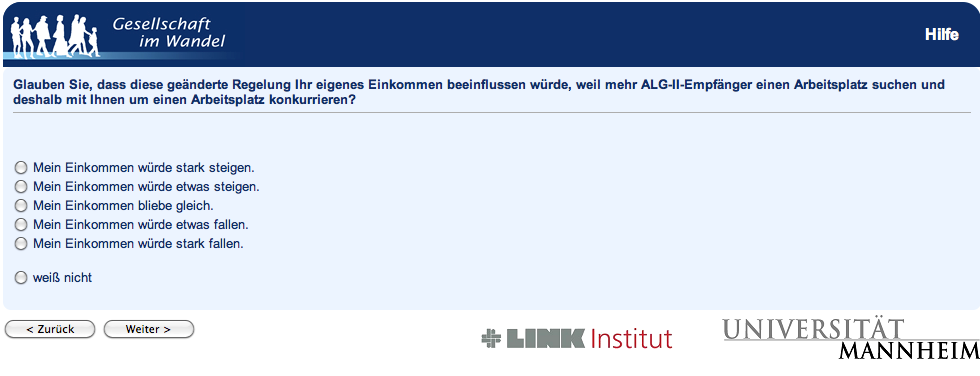 Gesellschaft
im Wandel
Hilfe
Glauben Sie, dass diese geänderte Regelung Ihr eigenes Einkommen beeinflussen würde, weil mehr ALG-II-Empfänger einen Arbeitsplatz suchen und
deshalb mit Ihnen um einen Arbeitsplatz konkurrieren?
Mein Einkommen würde stark steigen.
Mein Einkommen würde etwas steigen.
Mein Einkommen bliebe gleich.
Mein Einkommen würde etwas fallen.
Mein Einkommen würde stark fallen.
weiß nicht
< Zurück
Weiter >
LINK Institut
UNIVERSITÄT
MANNHEIM